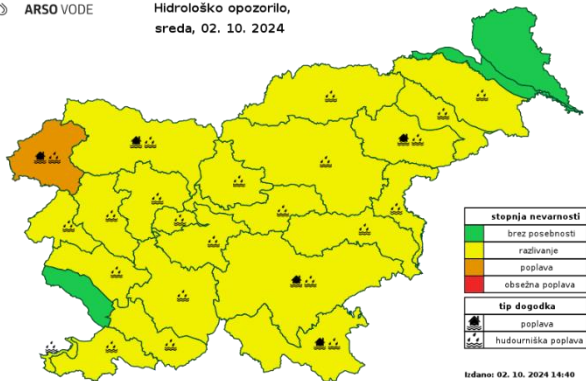 ARSO VODE
Hidrološko opozorilo,
sreda, 02. 10. 2024
stopnja nevarnosti
brez posebnosti
razlivanje
poplava
obsežna poplava
tip dogodka
poplava
hudourniška poplava
Izdano: 02. 10. 2024 14:40